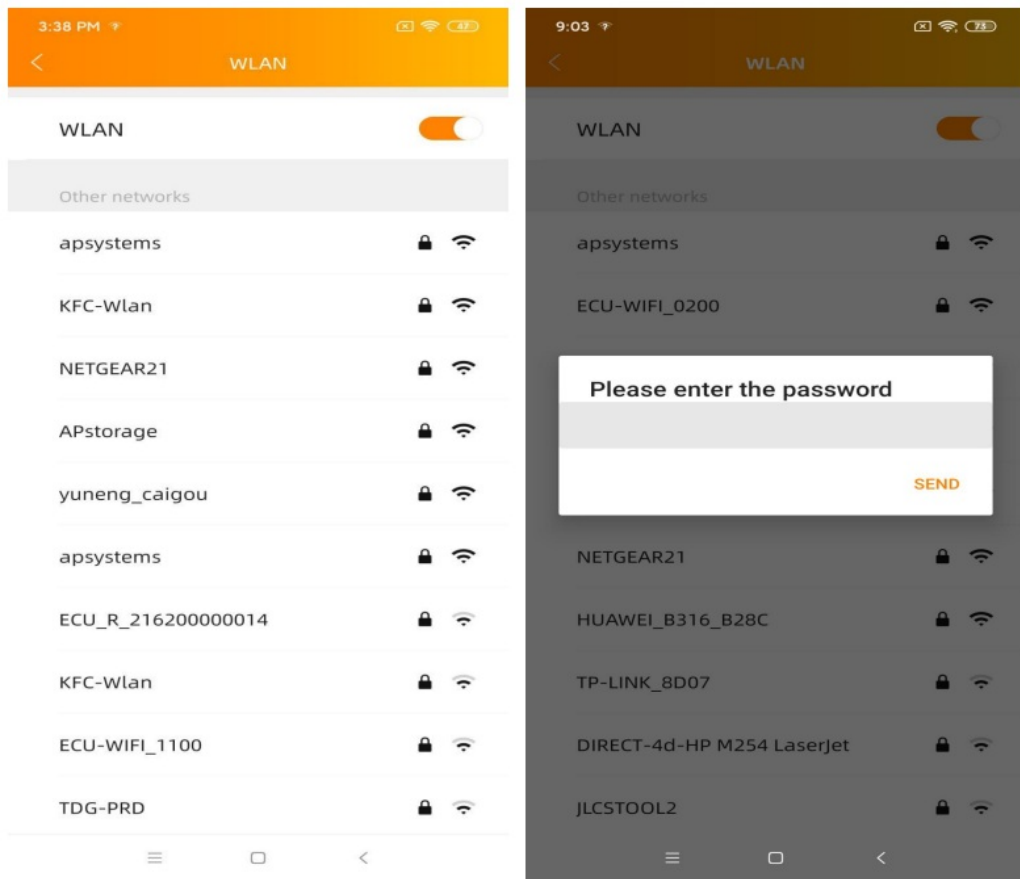 3:38 PM
47
WLAN
WLAN
Other networks
apsystems
KFC-Wlan
NETGEAR21
APstorage
yuneng_caigou
apsystems
ECU_R_216200000014
KFC-Wlan
ECU-WIFI_1100
TDG-PRD
9:03
73
WLAN
WLAN
Other networks
apsystems
ECU-WIFI_0200
Please enter the password
SEND
NETGEAR21
HUAWEI_B316_B28C
TP-LINK_8D07
DIRECT-4d-HP M254 LaserJet
JLCSTOOL2